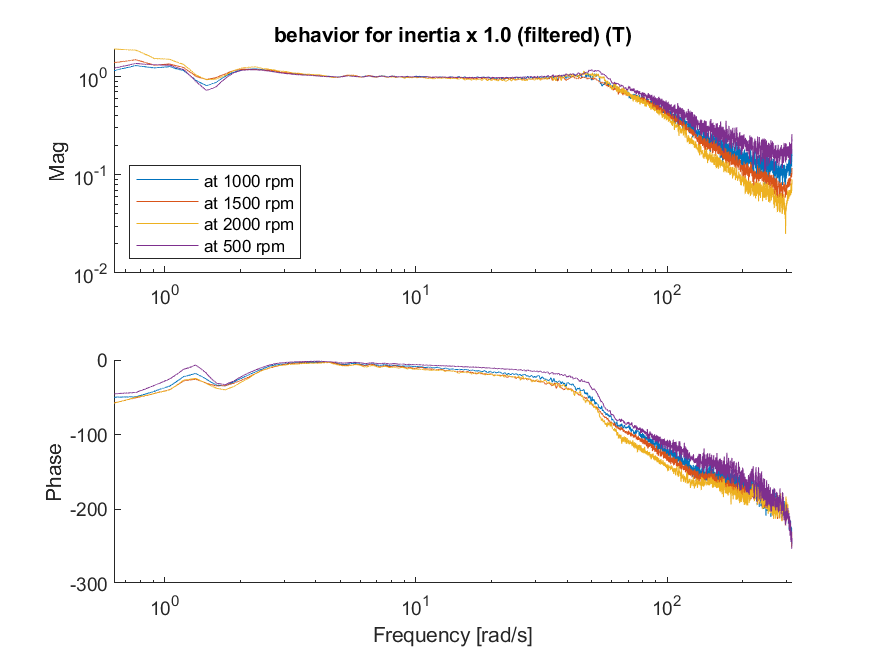 behavior for inertia x 1.0 (filtered) (T)
Mag
10^0
10^-1
10^-2
at 1000 rpm
at 1500 rpm
at 2000 rpm
at 500 rpm
10^0
10^1
10^2
Phase
0
-100
-200
-300
10^0
10^1
10^2
Frequency [rad/s]